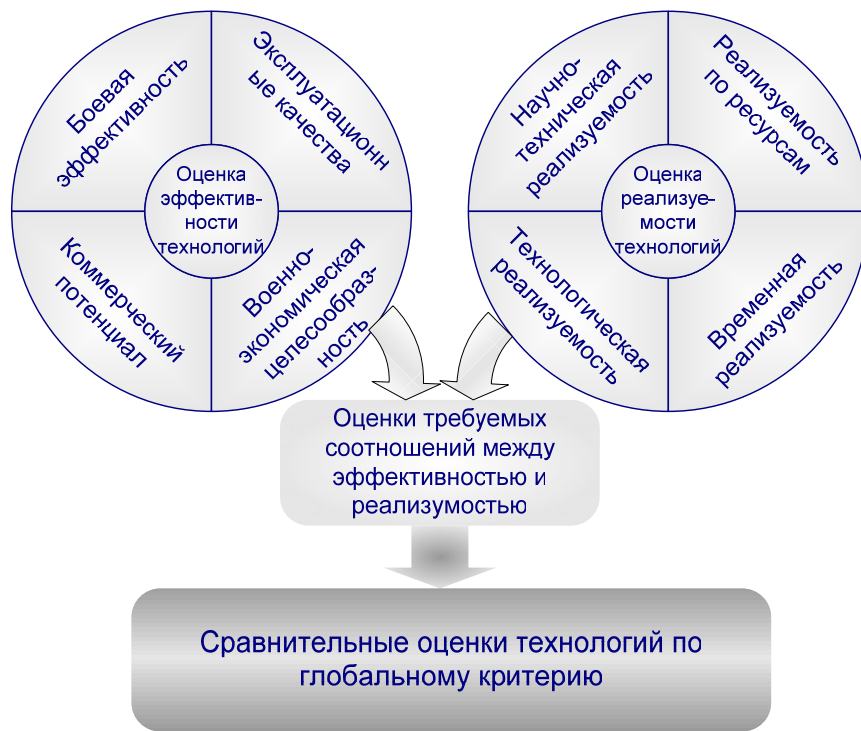 Боевая
эффективность
Эксплуатационн
ые качества
Оценка
эффектив-
ности
технологий
Коммерческий
потенциал
Военно-
экономическая
целесообраз-
ность
Научно-
техническая
реализуемость
Реализуемость
по ресурсам
Оценка
реализуе-
мости
технологий
Технологическая
реализуемость
Временная
реализуемость
Оценки требуемых
соотношений между
эффективностью и
реализумостью
Сравнительные оценки технологий по
глобальному критерию